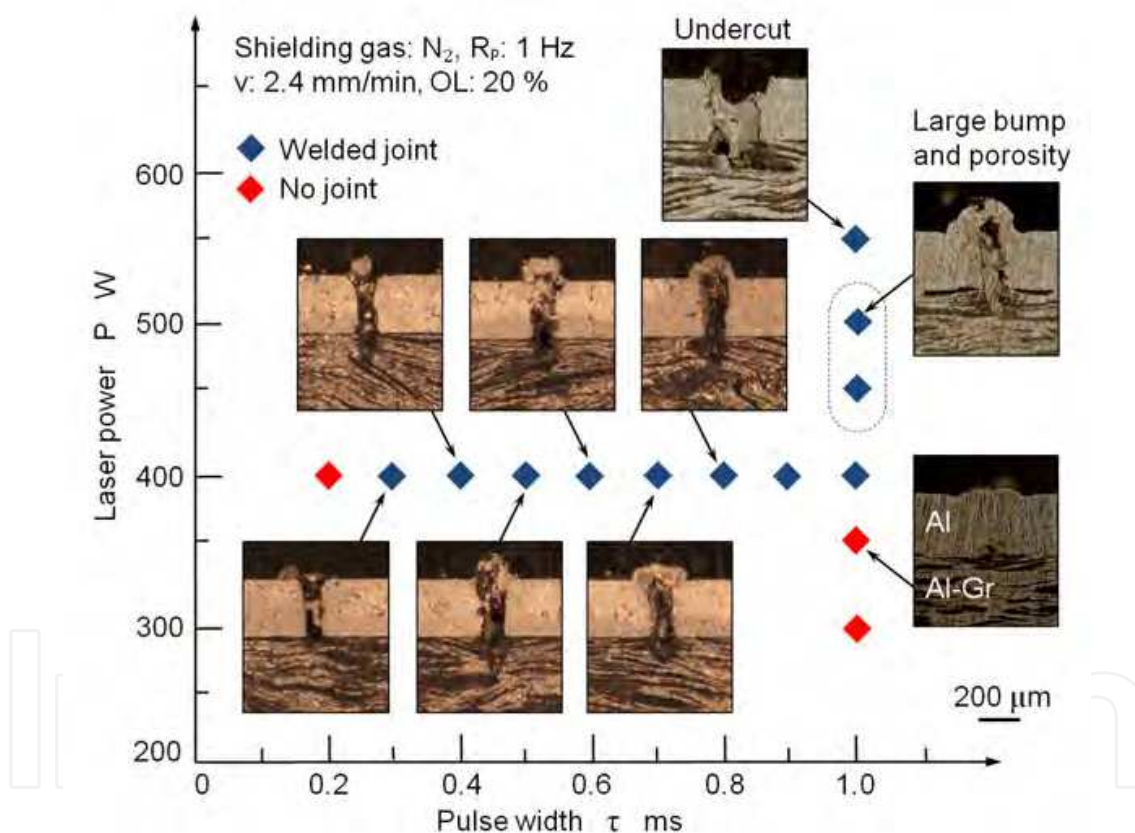 Shielding gas: N₂, Rₚ: 1 Hz
v: 2.4 mm/min, OL: 20 %
Welded joint
No joint
Undercut
Large bump
and porosity
Al
Al-Gr
200 μm
Laser power P W
600
500
400
300
200
0
0.2
0.4
0.6
0.8
1.0
Pulse width τ ms